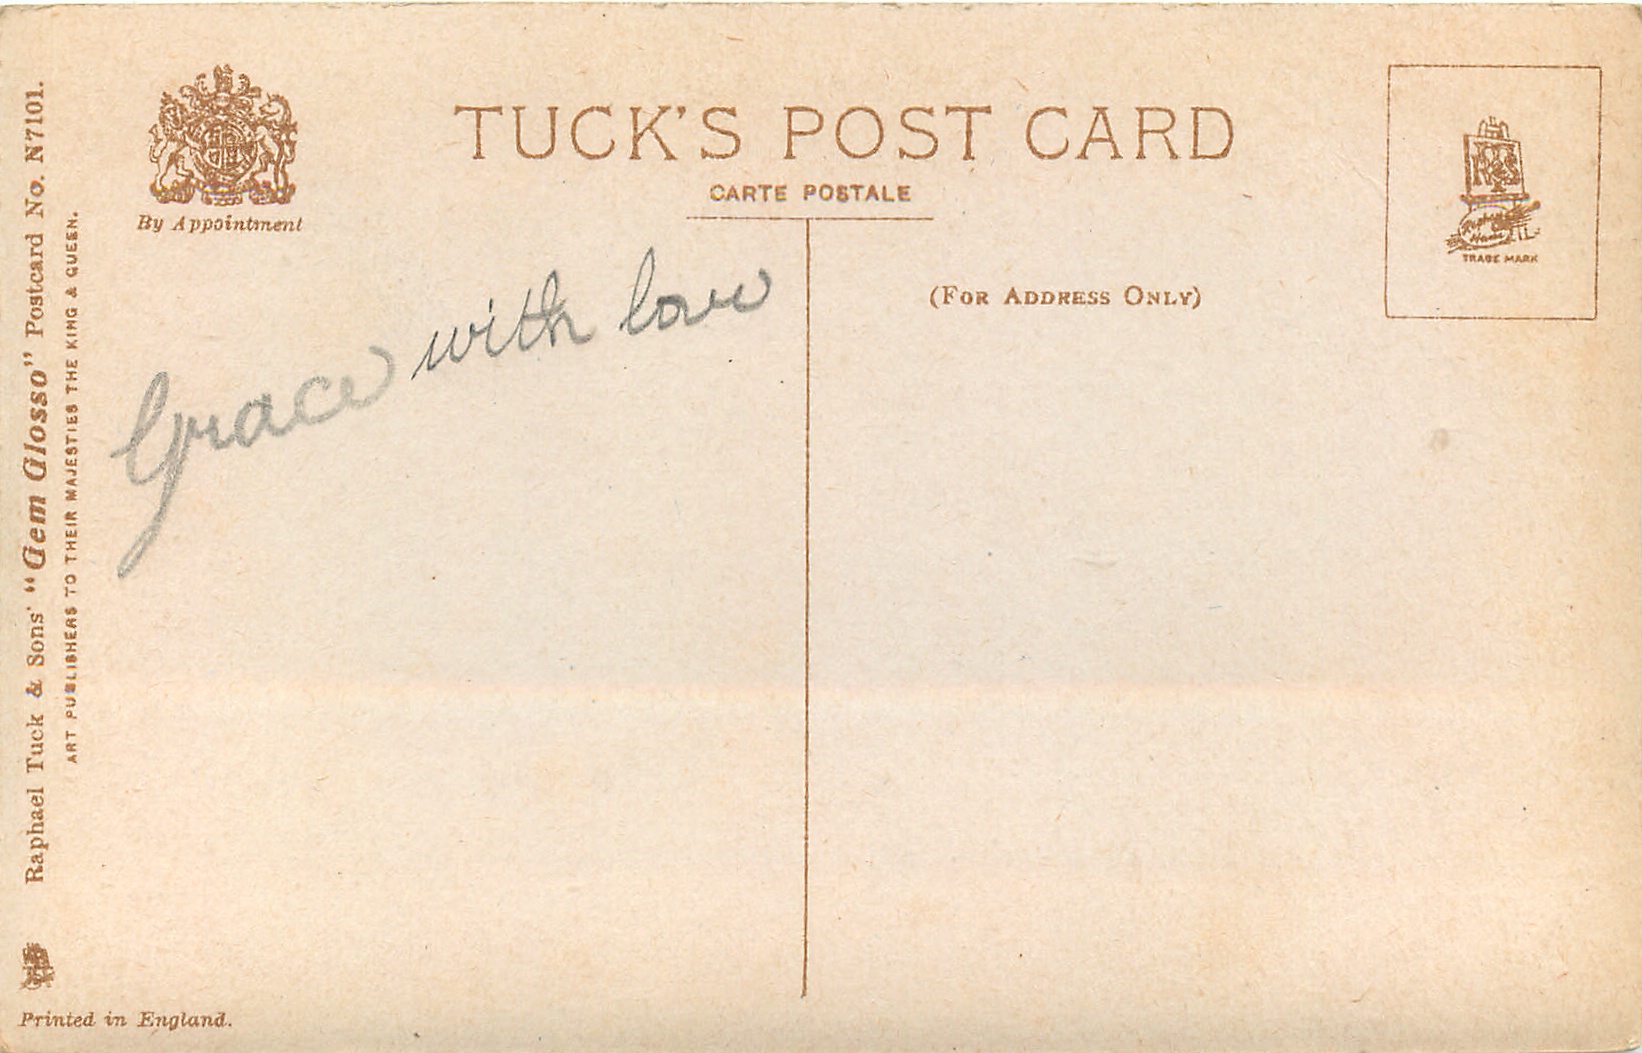 TUCK'S POST CARD
CARTE POSTALE
By Appointment
(FOR ADDRESS ONLY)
TRADE MARK
Grace with love
Raphael Tuck & Sons' "Gem Glosso" Postcard No. N7101.
ART PUBLISHERS TO THEIR MAJESTIES THE KING & QUEEN.
Printed in England.